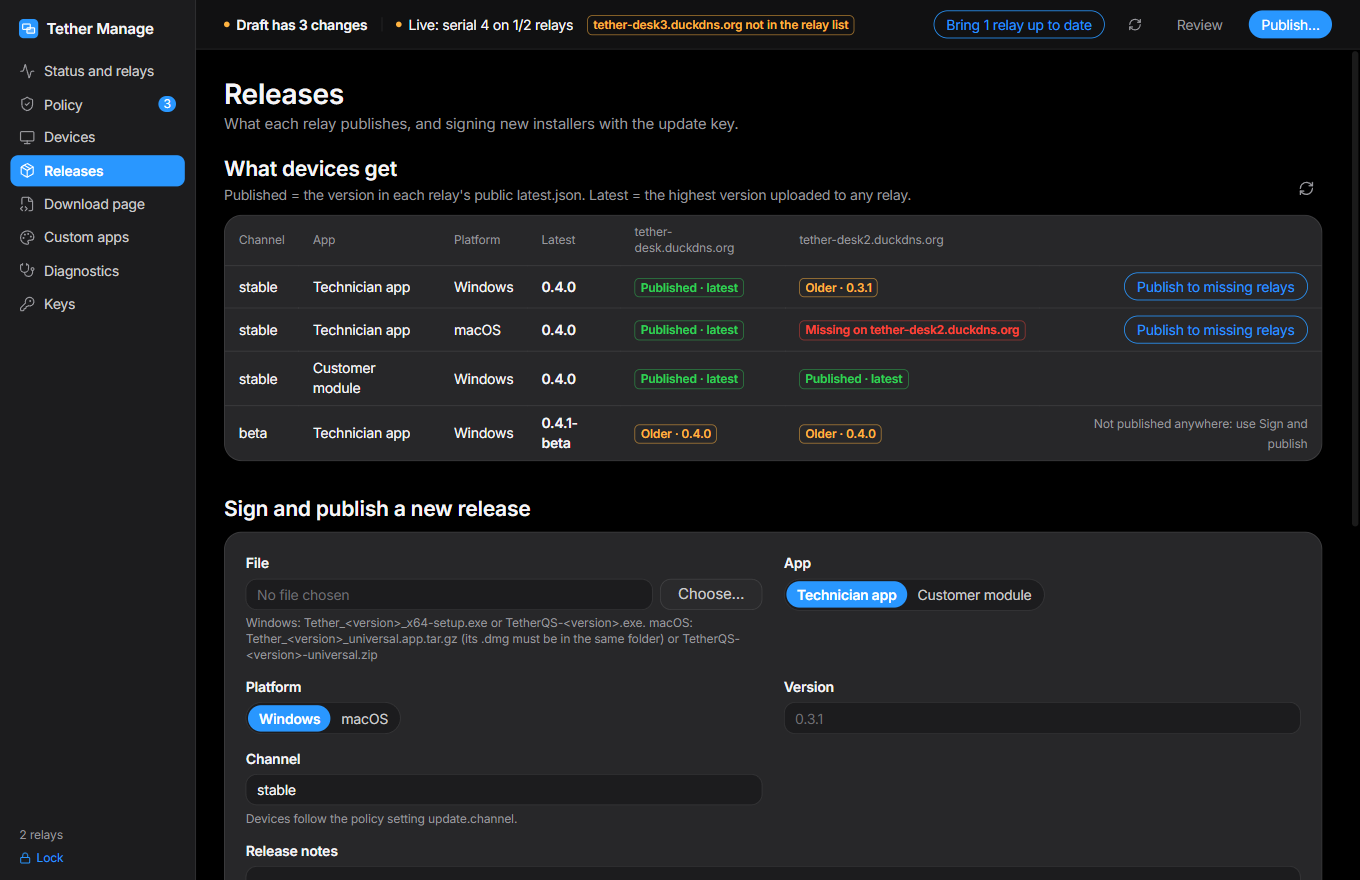 Tether Manage
Draft has 3 changes
Live: serial 4 on 1/2 relays
tether-desk3.duckdns.org not in the relay list
Bring 1 relay up to date
Review
Publish...
Status and relays
Policy
3
Devices
Releases
Download page
Custom apps
Diagnostics
Keys
2 relays
Lock
Releases
What each relay publishes, and signing new installers with the update key.
What devices get
Published = the version in each relay's public latest.json. Latest = the highest version uploaded to any relay.
Channel App Platform Latest tether-desk.duckdns.org tether-desk2.duckdns.org
stable Technician app Windows 0.4.0 Published · latest Older · 0.3.1 Publish to missing relays
stable Technician app macOS 0.4.0 Published · latest Missing on tether-desk2.duckdns.org Publish to missing relays
stable Customer module Windows 0.4.0 Published · latest Published · latest
beta Technician app Windows 0.4.1-beta Older · 0.4.0 Older · 0.4.0 Not published anywhere: use Sign and publish
Sign and publish a new release
File
No file chosen
Choose...
Windows: Tether_<version>_x64-setup.exe or TetherQS-<version>.exe. macOS:
Tether_<version>_universal.app.tar.gz (its .dmg must be in the same folder) or TetherQS-
<version>-universal.zip
App
Technician app Customer module
Platform
Windows macOS
Version
0.3.1
Channel
stable
Devices follow the policy setting update.channel.
Release notes